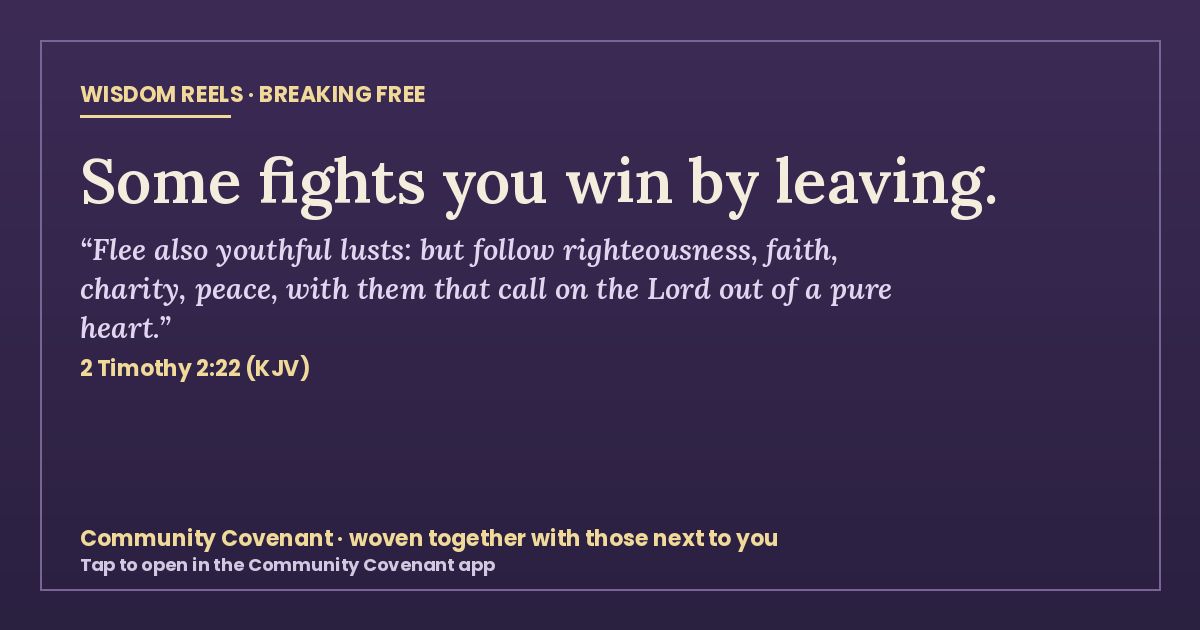 WISDOM REELS · BREAKING FREE
Some fights you win by leaving.
“Flee also youthful lusts: but follow righteousness, faith,
charity, peace, with them that call on the Lord out of a pure
heart.”
2 Timothy 2:22 (KJV)
Community Covenant · woven together with those next to you
Tap to open in the Community Covenant app